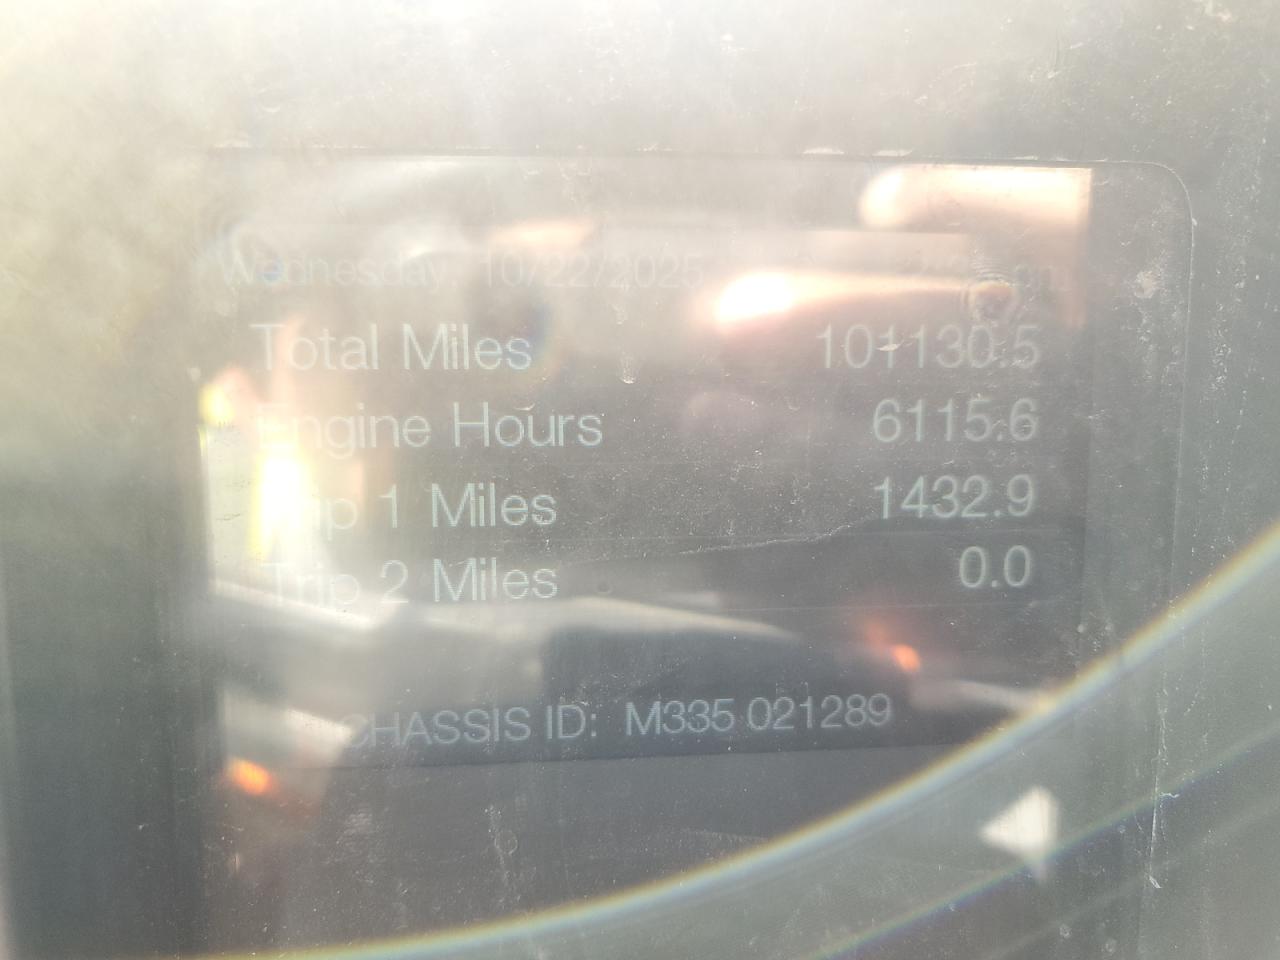 Wednesday, 10/22/2025
Total Miles 101130.5
Engine Hours 6115.6
Trip 1 Miles 1432.9
Trip 2 Miles 0.0
CHASSIS ID: M335 021289